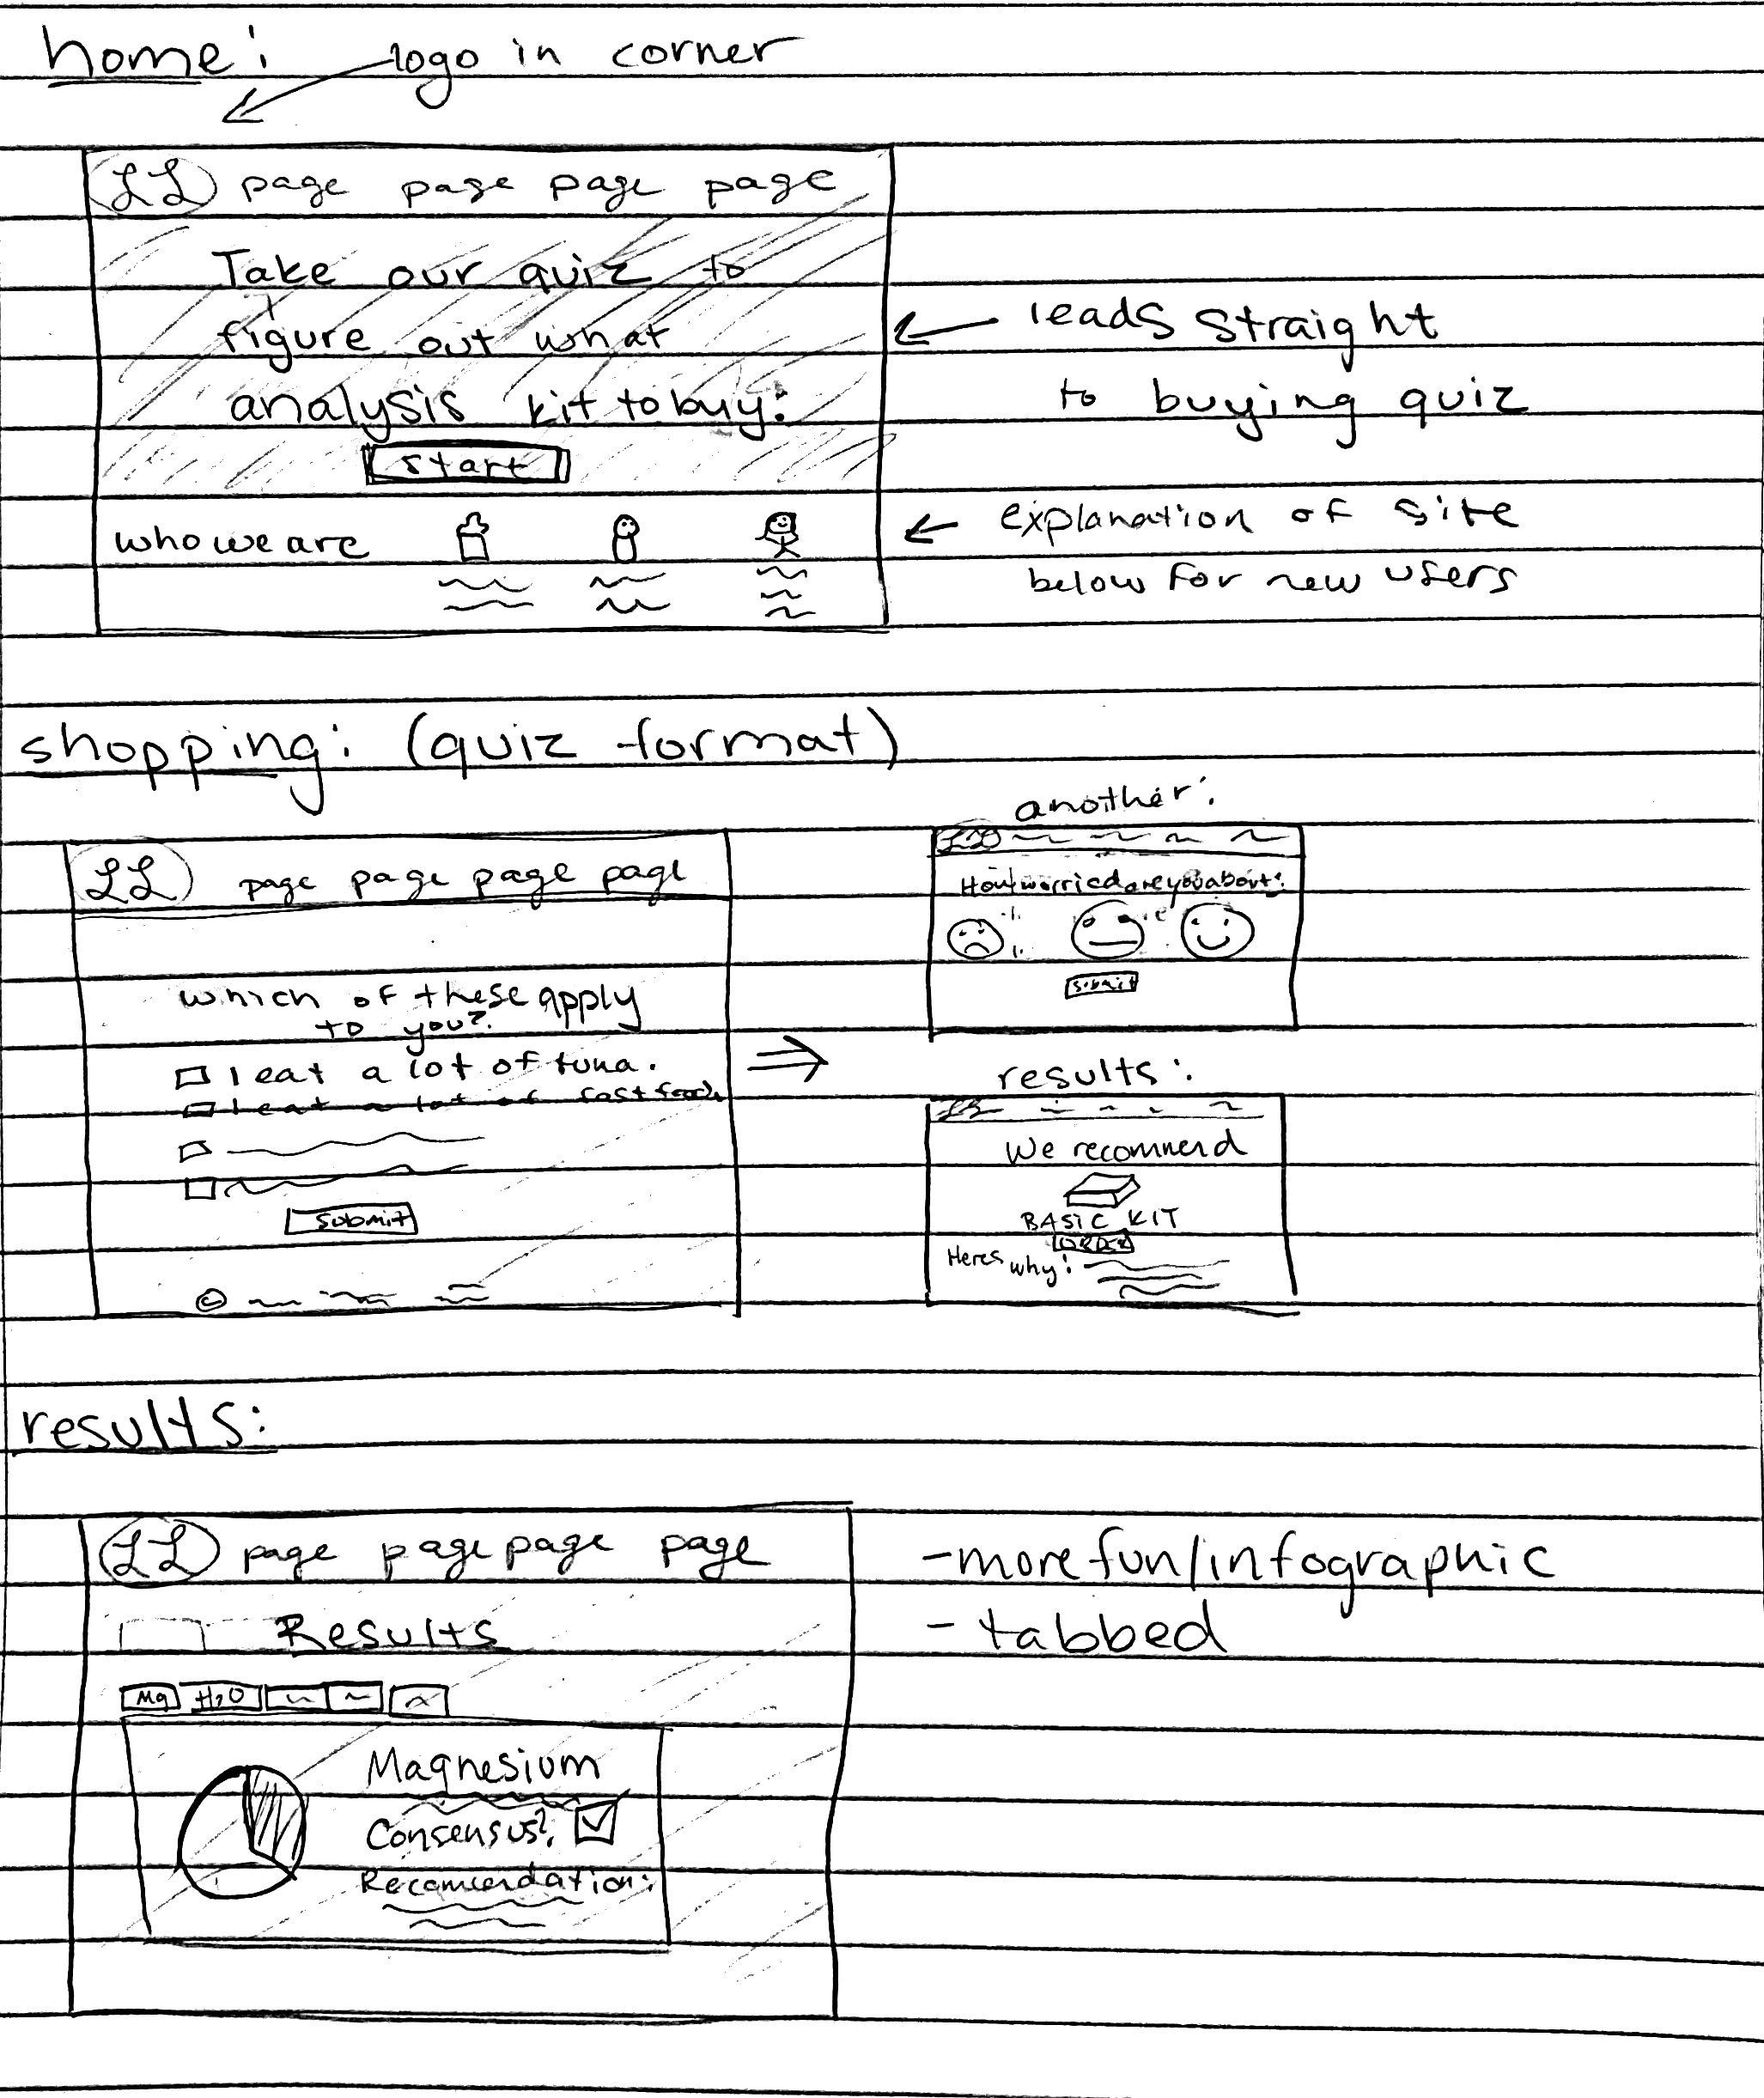 home:
logo in corner
LL page page page page
Take our quiz to
figure out what
analysis kit to buy:
start
leads straight
to buying quiz
who we are
explanation of site
below for new users
shopping: (quiz format)
LL page page page page
which of these apply
to you?
I eat a lot of tuna.
I eat a lot of fast food.
submit
©
another:
LL
How worried are you about:
submit
results:
We recommend
BASIC KIT
ORDER
Heres why:
results:
LL page page page page
Results
Mg H2O
Magnesium
Consensus?
Recommendation:
- more fun/infographic
- tabbed